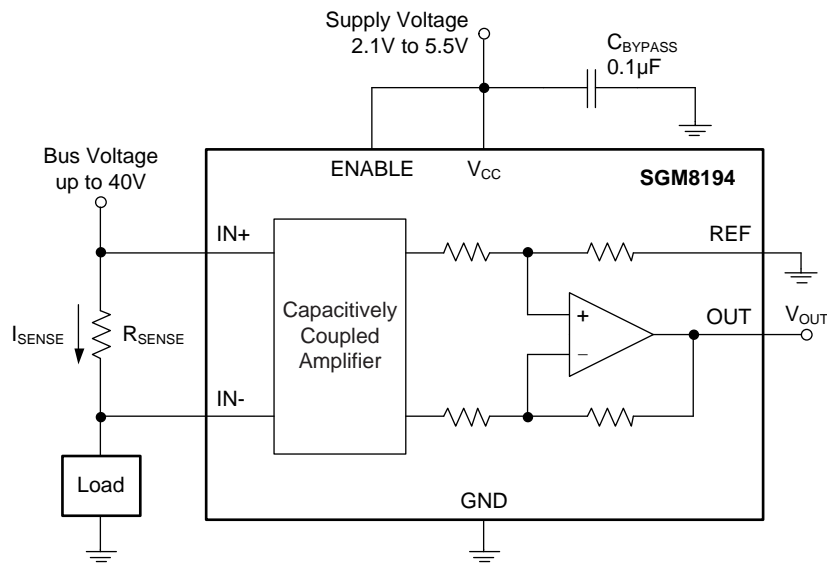 Supply Voltage
2.1V to 5.5V
CBYPASS
0.1µF
Bus Voltage
up to 40V
ENABLE
VCC
SGM8194
IN+
REF
ISENSE
RSENSE
Capacitively
Coupled
Amplifier
+
−
OUT
VOUT
IN-
Load
GND